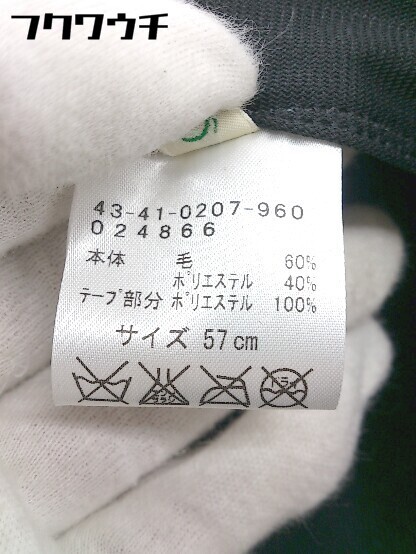 フクワウチ
43-41-0207-960
024866
本体 毛 60%
ポリエステル 40%
テープ部分 ポリエステル 100%
サイズ 57cm